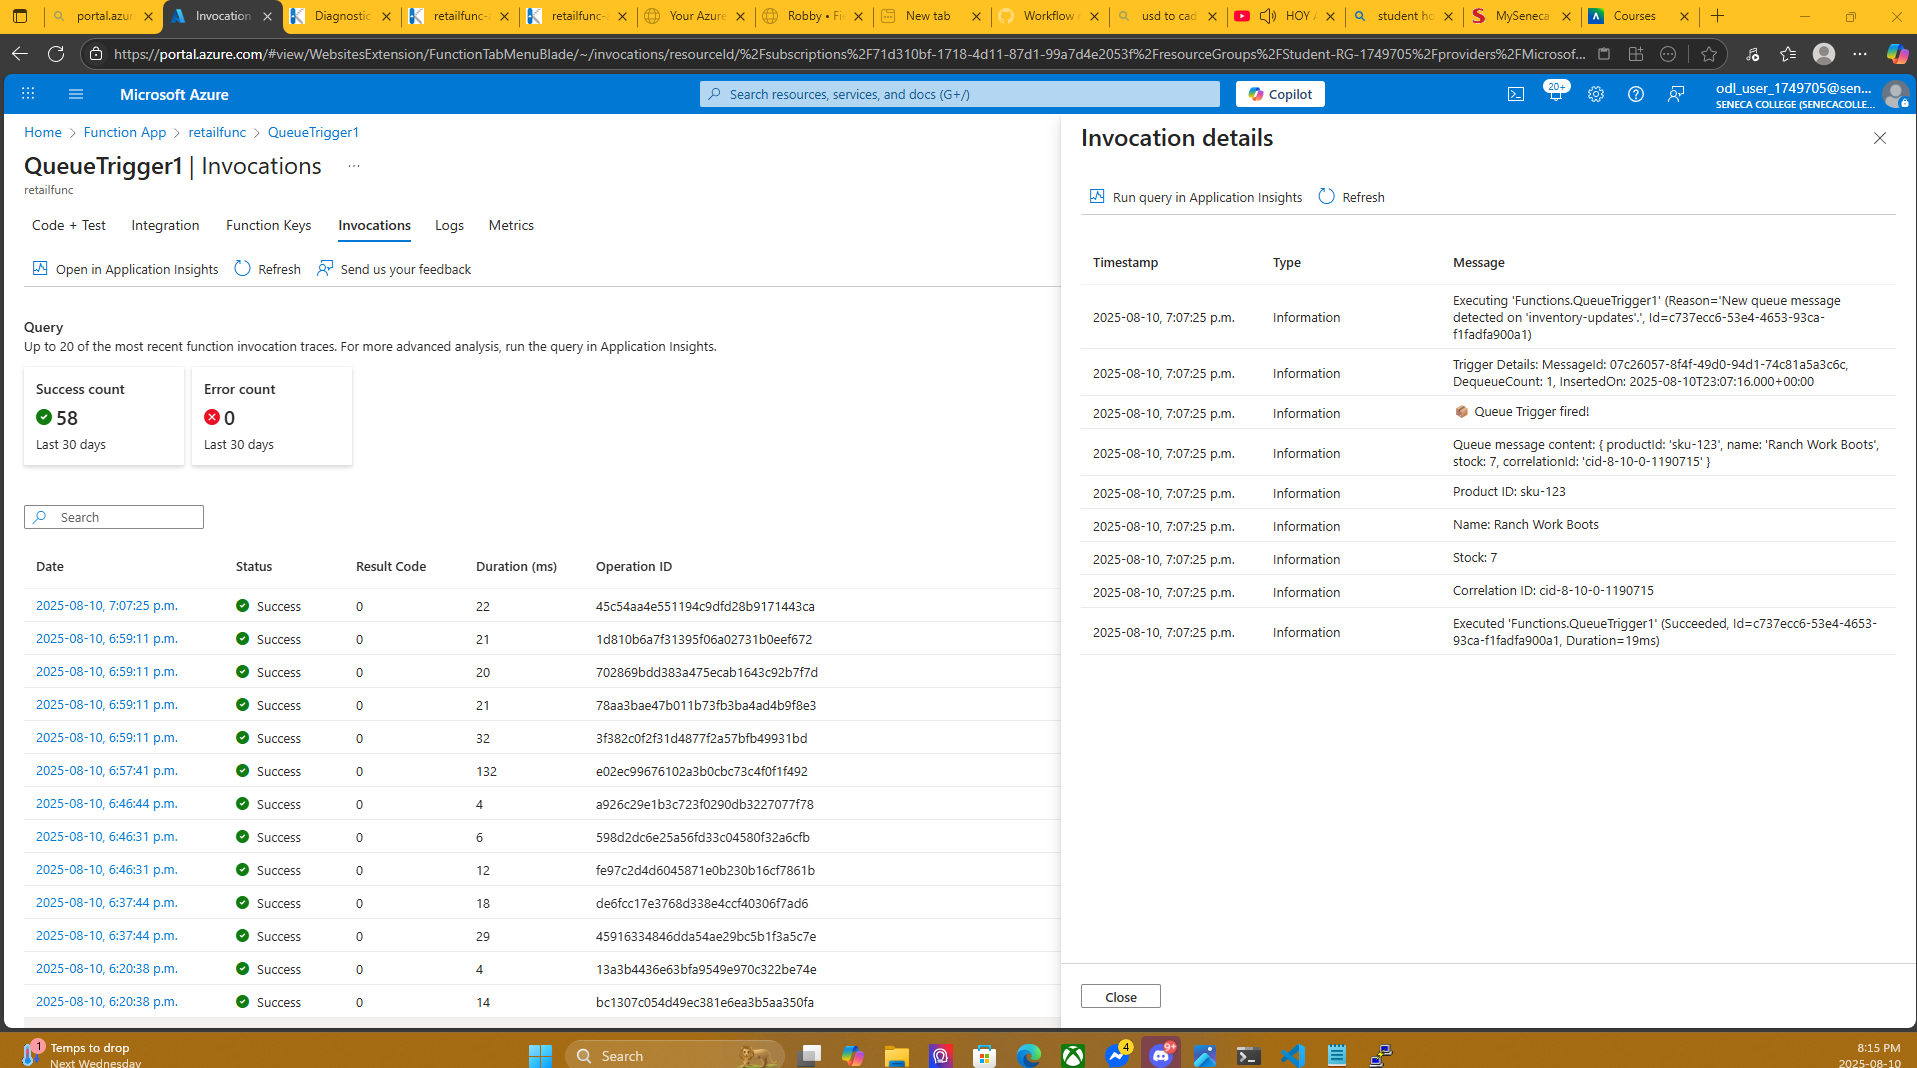 portal.azur
Invocation
Diagnostic
retailfunc-
retailfunc-
Your Azure
Robby • Fi
New tab
Workflow r
usd to cad
HOY
student ho
MySeneca
Courses
https://portal.azure.com/#view/WebsitesExtension/FunctionTabMenuBlade/~/invocations/resourceId/%2Fsubscriptions%2F71d310bf-1718-4d11-87d1-99a7d4e2053f%2FresourceGroups%2FStudent-RG-1749705%2Fproviders%2FMicrosof...
Microsoft Azure
Search resources, services, and docs (G+/)
Copilot
20+
odl_user_1749705@sen...
SENECA COLLEGE (SENECACOLLE...
Home > Function App > retailfunc > QueueTrigger1
QueueTrigger1 | Invocations ...
retailfunc
Code + Test Integration Function Keys Invocations Logs Metrics
Open in Application Insights Refresh Send us your feedback
Query
Up to 20 of the most recent function invocation traces. For more advanced analysis, run the query in Application Insights.
Success count
58
Last 30 days
Error count
0
Last 30 days
Search
Date Status Result Code Duration (ms) Operation ID
2025-08-10, 7:07:25 p.m. Success 0 22 45c54aa4e551194c9dfd28b9171443ca
2025-08-10, 6:59:11 p.m. Success 0 21 1d810b6a7f31395f06a02731b0eef672
2025-08-10, 6:59:11 p.m. Success 0 20 702869bdd383a475ecab1643c92b7f7d
2025-08-10, 6:59:11 p.m. Success 0 21 78aa3bae47b011b73fb3ba4ad4b9f8e3
2025-08-10, 6:59:11 p.m. Success 0 32 3f382c0f2f31d4877f2a57bfb49931bd
2025-08-10, 6:57:41 p.m. Success 0 132 e02ec99676102a3b0cbc73c4f0f1f492
2025-08-10, 6:46:44 p.m. Success 0 4 a926c29e1b3c723f0290db3227077f78
2025-08-10, 6:46:31 p.m. Success 0 6 598d2dc6e25a56fd33c04580f32a6cfb
2025-08-10, 6:46:31 p.m. Success 0 12 fe97c2d4d6045871e0b230b16cf7861b
2025-08-10, 6:37:44 p.m. Success 0 18 de6fcc17e3768d338e4ccf40306f7ad6
2025-08-10, 6:37:44 p.m. Success 0 29 45916334846dda54ae29bc5b1f3a5c7e
2025-08-10, 6:20:38 p.m. Success 0 4 13a3b4436e63bfa9549e970c322be74e
2025-08-10, 6:20:38 p.m. Success 0 14 bc1307c054d49ec381e6ea3b5aa350fa
Invocation details
Run query in Application Insights Refresh
Timestamp Type Message
2025-08-10, 7:07:25 p.m. Information Executing 'Functions.QueueTrigger1' (Reason='New queue message
detected on 'inventory-updates'.', Id=c737ecc6-53e4-4653-93ca-
f1fadfa900a1)
2025-08-10, 7:07:25 p.m. Information Trigger Details: MessageId: 07c26057-8f4f-49d0-94d1-74c81a5a3c6c,
DequeueCount: 1, InsertedOn: 2025-08-10T23:07:16.000+00:00
2025-08-10, 7:07:25 p.m. Information 📦 Queue Trigger fired!
2025-08-10, 7:07:25 p.m. Information Queue message content: { productId: 'sku-123', name: 'Ranch Work Boots',
stock: 7, correlationId: 'cid-8-10-0-1190715' }
2025-08-10, 7:07:25 p.m. Information Product ID: sku-123
2025-08-10, 7:07:25 p.m. Information Name: Ranch Work Boots
2025-08-10, 7:07:25 p.m. Information Stock: 7
2025-08-10, 7:07:25 p.m. Information Correlation ID: cid-8-10-0-1190715
2025-08-10, 7:07:25 p.m. Information Executed 'Functions.QueueTrigger1' (Succeeded, Id=c737ecc6-53e4-4653-
93ca-f1fadfa900a1, Duration=19ms)
Close
1
Temps to drop
Next Wednesday
Search
4
9+
8:15 PM
2025-08-10